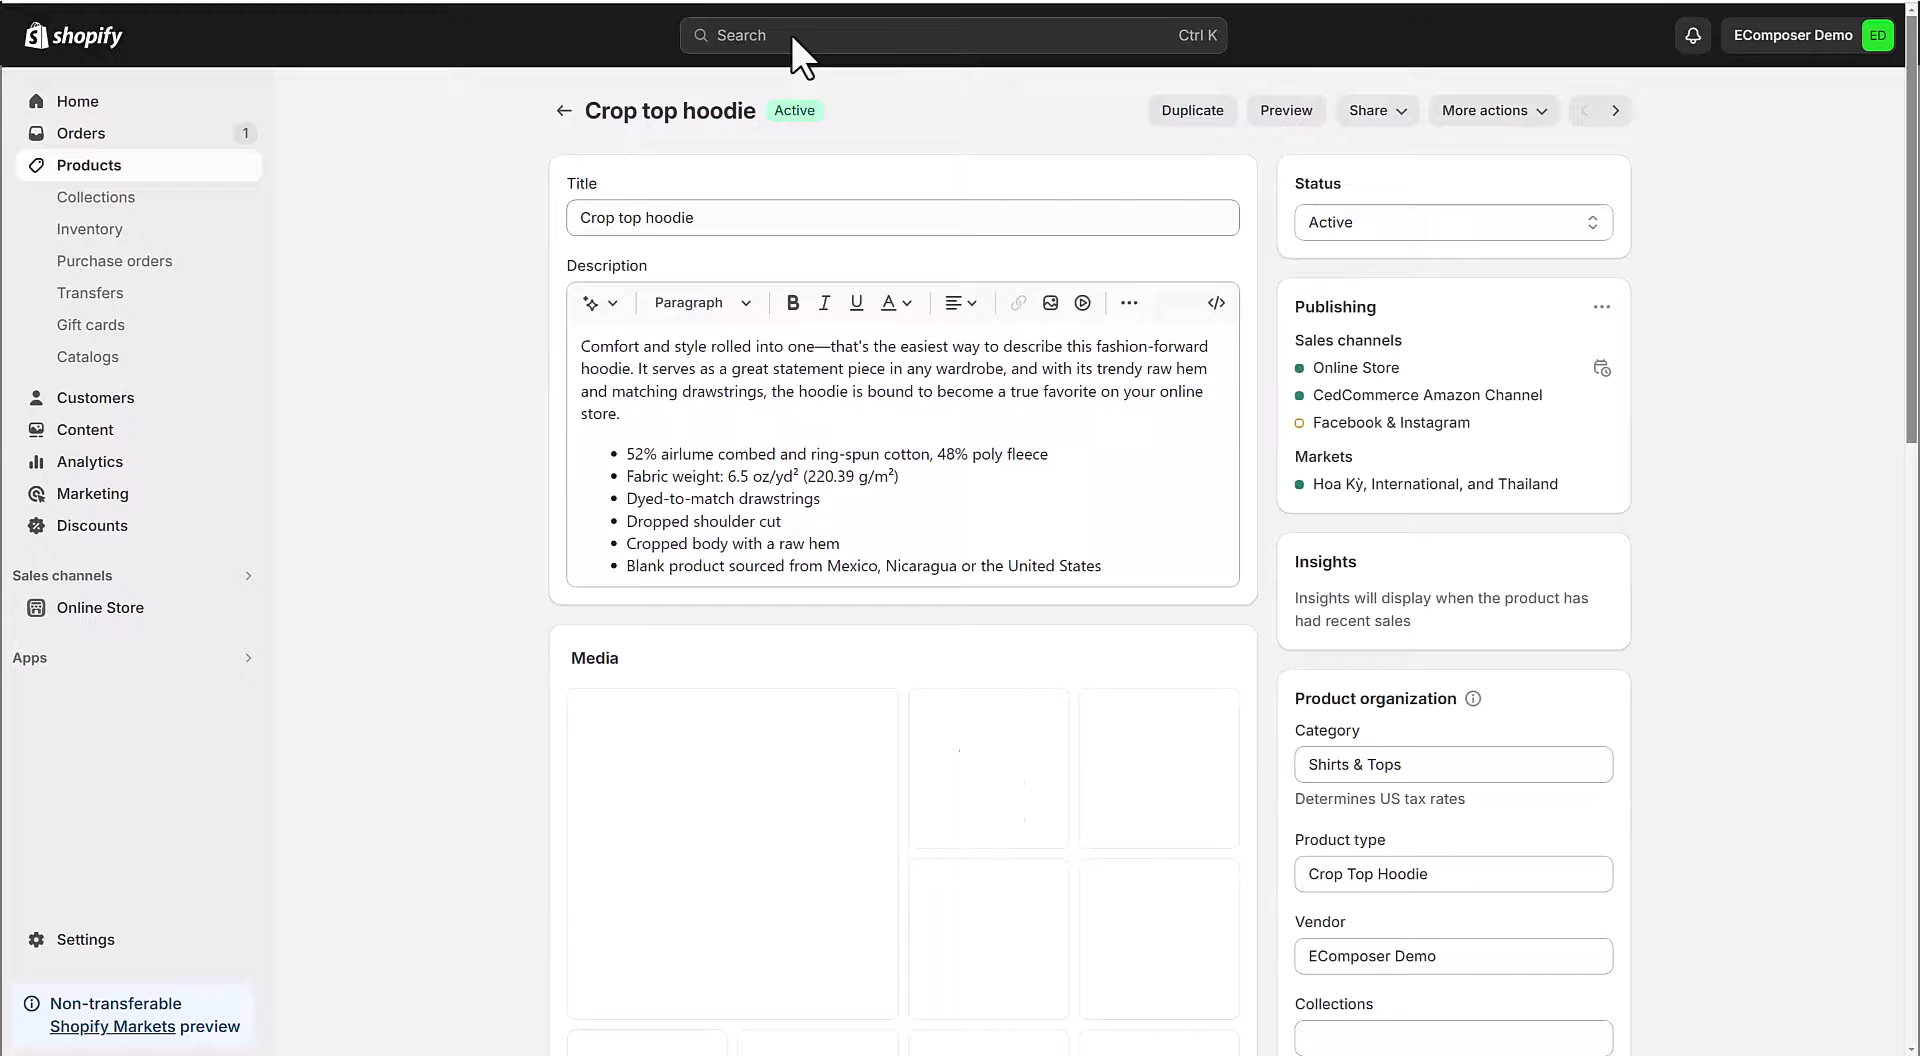 shopify
Search
Ctrl K
EComposer Demo
ED
Home
Orders
1
Products
Collections
Inventory
Purchase orders
Transfers
Gift cards
Catalogs
Customers
Content
Analytics
Marketing
Discounts
Sales channels
Online Store
Apps
Settings
Non-transferable
Shopify Markets preview
Crop top hoodie
Active
Duplicate
Preview
Share
More actions
Title
Crop top hoodie
Description
Paragraph
B I U A
Comfort and style rolled into one—that's the easiest way to describe this fashion-forward
hoodie. It serves as a great statement piece in any wardrobe, and with its trendy raw hem
and matching drawstrings, the hoodie is bound to become a true favorite on your online
store.
• 52% airlume combed and ring-spun cotton, 48% poly fleece
• Fabric weight: 6.5 oz/yd² (220.39 g/m²)
• Dyed-to-match drawstrings
• Dropped shoulder cut
• Cropped body with a raw hem
• Blank product sourced from Mexico, Nicaragua or the United States
Media
Status
Active
Publishing
Sales channels
Online Store
CedCommerce Amazon Channel
Facebook & Instagram
Markets
Hoa Kỳ, International, and Thailand
Insights
Insights will display when the product has
had recent sales
Product organization
Category
Shirts & Tops
Determines US tax rates
Product type
Crop Top Hoodie
Vendor
EComposer Demo
Collections